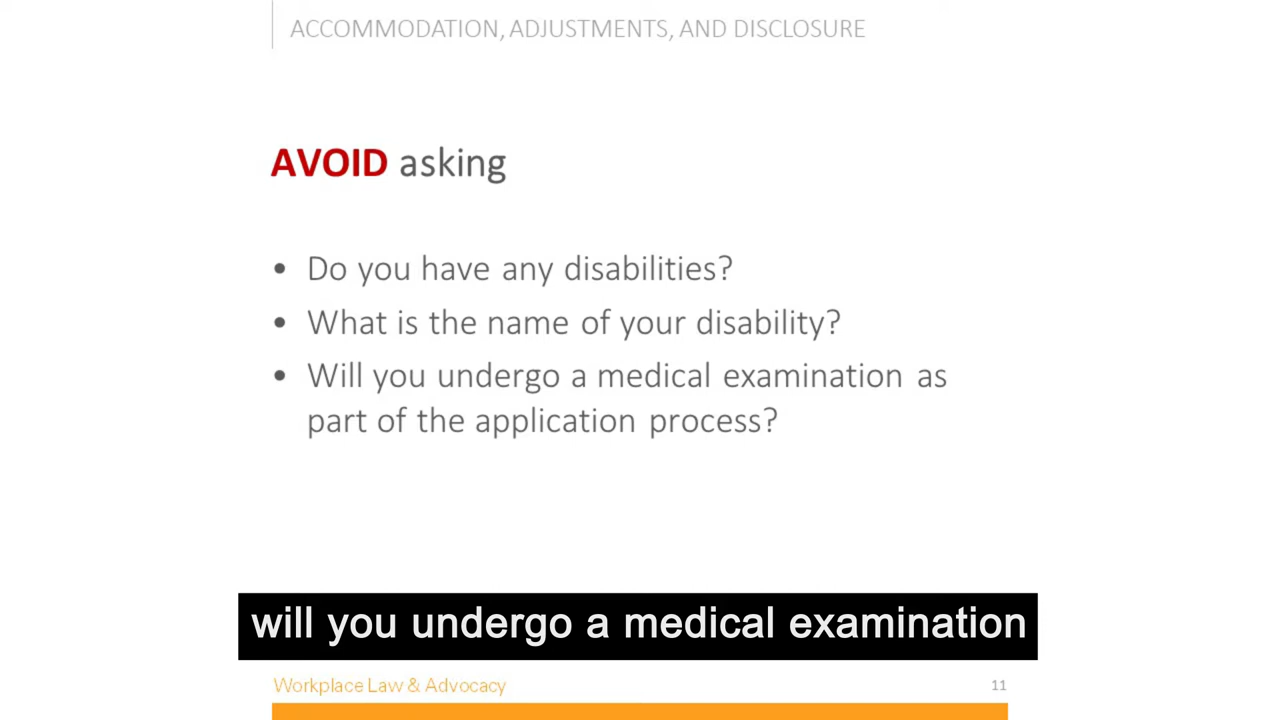 ACCOMMODATION, ADJUSTMENTS, AND DISCLOSURE
AVOID asking
• Do you have any disabilities?
• What is the name of your disability?
• Will you undergo a medical examination as
part of the application process?
will you undergo a medical examination
Workplace Law & Advocacy
11